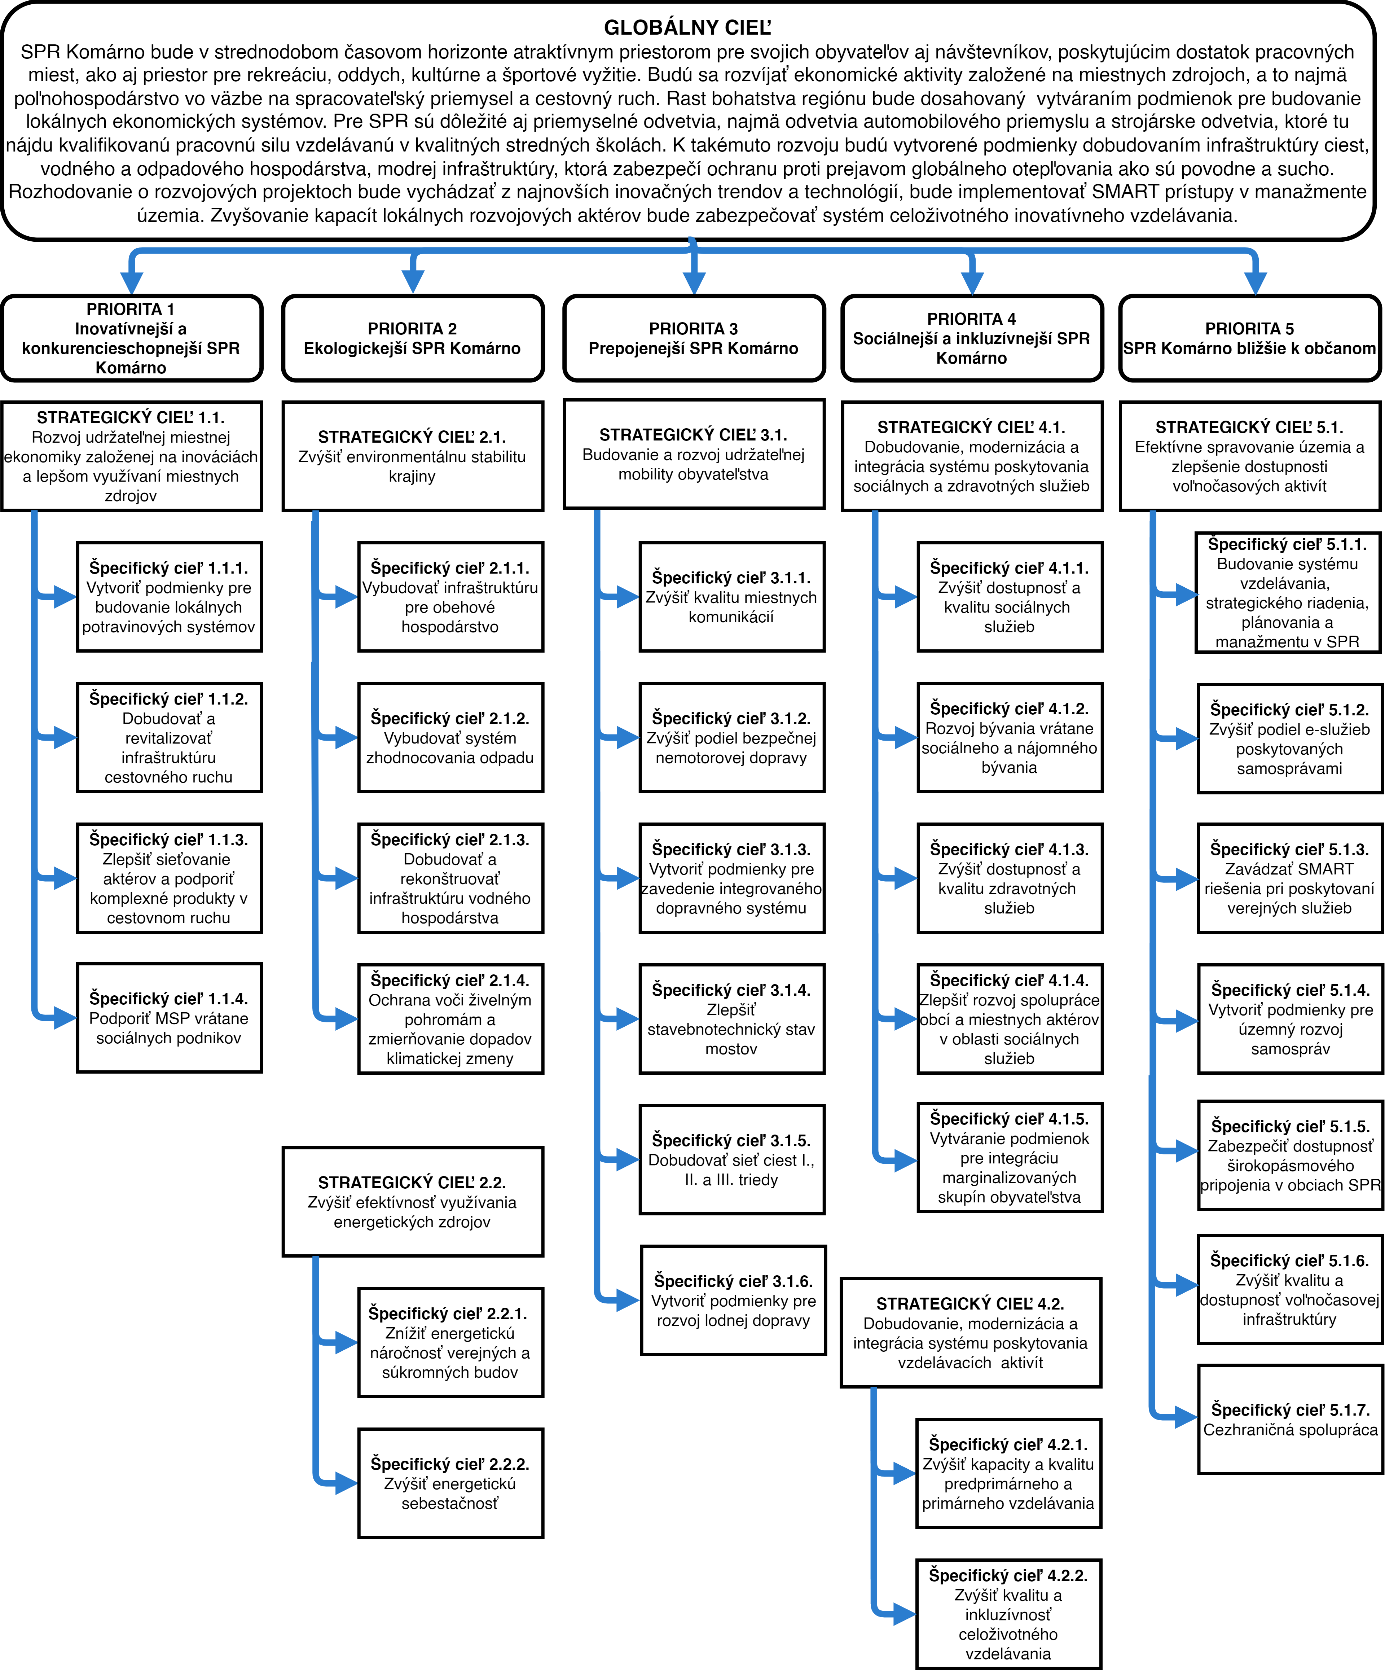 GLOBÁLNY CIEĽ
SPR Komárno bude v strednodobom časovom horizonte atraktívnym priestorom pre svojich obyvateľov aj návštevníkov, poskytujúcim dostatok pracovných
miest, ako aj priestor pre rekreáciu, oddych, kultúrne a športové vyžitie. Budú sa rozvíjať ekonomické aktivity založené na miestnych zdrojoch, a to najmä
poľnohospodárstvo vo väzbe na spracovateľský priemysel a cestovný ruch. Rast bohatstva regiónu bude dosahovaný vytváraním podmienok pre budovanie
lokálnych ekonomických systémov. Pre SPR sú dôležité aj priemyselné odvetvia, najmä odvetvia automobilového priemyslu a strojárske odvetvia, ktoré tu
nájdu kvalifikovanú pracovnú silu vzdelávanú v kvalitných stredných školách. K takémuto rozvoju budú vytvorené podmienky dobudovaním infraštruktúry ciest,
vodného a odpadového hospodárstva, modrej infraštruktúry, ktorá zabezpečí ochranu proti prejavom globálneho otepľovania ako sú povodne a sucho.
Rozhodovanie o rozvojových projektoch bude vychádzať z najnovších inovačných trendov a technológií, bude implementovať SMART prístupy v manažmente
územia. Zvyšovanie kapacít lokálnych rozvojových aktérov bude zabezpečovať systém celoživotného inovatívneho vzdelávania.
PRIORITA 1
Inovatívnejší a
konkurencieschopnejší SPR
Komárno
STRATEGICKÝ CIEĽ 1.1.
Rozvoj udržateľnej miestnej
ekonomiky založenej na inováciách
a lepšom využívaní miestnych
zdrojov
Špecifický cieľ 1.1.1.
Vytvoriť podmienky pre
budovanie lokálnych
potravinových systémov
Špecifický cieľ 1.1.2.
Dobudovať a
revitalizovať
infraštruktúru
cestovného ruchu
Špecifický cieľ 1.1.3.
Zlepšiť sieťovanie
aktérov a podporiť
komplexné produkty v
cestovnom ruchu
Špecifický cieľ 1.1.4.
Podporiť MSP vrátane
sociálnych podnikov
PRIORITA 2
Ekologickejší SPR Komárno
STRATEGICKÝ CIEĽ 2.1.
Zvýšiť environmentálnu stabilitu
krajiny
Špecifický cieľ 2.1.1.
Vybudovať infraštruktúru
pre obehové
hospodárstvo
Špecifický cieľ 2.1.2.
Vybudovať systém
zhodnocovania odpadu
Špecifický cieľ 2.1.3.
Dobudovať a
rekonštruovať
infraštruktúru vodného
hospodárstva
Špecifický cieľ 2.1.4.
Ochrana voči živelným
pohromám a
zmierňovanie dopadov
klimatickej zmeny
STRATEGICKÝ CIEĽ 2.2.
Zvýšiť efektívnosť využívania
energetických zdrojov
Špecifický cieľ 2.2.1.
Znížiť energetickú
náročnosť verejných a
súkromných budov
Špecifický cieľ 2.2.2.
Zvýšiť energetickú
sebestačnosť
PRIORITA 3
Prepojenejší SPR Komárno
STRATEGICKÝ CIEĽ 3.1.
Budovanie a rozvoj udržateľnej
mobility obyvateľstva
Špecifický cieľ 3.1.1.
Zvýšiť kvalitu miestnych
komunikácií
Špecifický cieľ 3.1.2.
Zvýšiť podiel bezpečnej
nemotorovej dopravy
Špecifický cieľ 3.1.3.
Vytvoriť podmienky pre
zavedenie integrovaného
dopravného systému
Špecifický cieľ 3.1.4.
Zlepšiť
stavebnotechnický stav
mostov
Špecifický cieľ 3.1.5.
Dobudovať sieť ciest I.,
II. a III. triedy
Špecifický cieľ 3.1.6.
Vytvoriť podmienky pre
rozvoj lodnej dopravy
PRIORITA 4
Sociálnejší a inkluzívnejší SPR
Komárno
STRATEGICKÝ CIEĽ 4.1.
Dobudovanie, modernizácia a
integrácia systému poskytovania
sociálnych a zdravotných služieb
Špecifický cieľ 4.1.1.
Zvýšiť dostupnosť a
kvalitu sociálnych
služieb
Špecifický cieľ 4.1.2.
Rozvoj bývania vrátane
sociálneho a nájomného
bývania
Špecifický cieľ 4.1.3.
Zvýšiť dostupnosť a
kvalitu zdravotných
služieb
Špecifický cieľ 4.1.4.
Zlepšiť rozvoj spolupráce
obcí a miestnych aktérov
v oblasti sociálnych
služieb
Špecifický cieľ 4.1.5.
Vytváranie podmienok
pre integráciu
marginalizovaných
skupín obyvateľstva
STRATEGICKÝ CIEĽ 4.2.
Dobudovanie, modernizácia a
integrácia systému poskytovania
vzdelávacích aktivít
Špecifický cieľ 4.2.1.
Zvýšiť kapacity a kvalitu
predprimárneho a
primárneho vzdelávania
Špecifický cieľ 4.2.2.
Zvýšiť kvalitu a
inkluzívnosť
celoživotného
vzdelávania
PRIORITA 5
SPR Komárno bližšie k občanom
STRATEGICKÝ CIEĽ 5.1.
Efektívne spravovanie územia a
zlepšenie dostupnosti
voľnočasových aktivít
Špecifický cieľ 5.1.1.
Budovanie systému
vzdelávania,
strategického riadenia,
plánovania a
manažmentu v SPR
Špecifický cieľ 5.1.2.
Zvýšiť podiel e-služieb
poskytovaných
samosprávami
Špecifický cieľ 5.1.3.
Zavádzať SMART
riešenia pri poskytovaní
verejných služieb
Špecifický cieľ 5.1.4.
Vytvoriť podmienky pre
územný rozvoj
samospráv
Špecifický cieľ 5.1.5.
Zabezpečiť dostupnosť
širokopásmového
pripojenia v obciach SPR
Špecifický cieľ 5.1.6.
Zvýšiť kvalitu a
dostupnosť voľnočasovej
infraštruktúry
Špecifický cieľ 5.1.7.
Cezhraničná spolupráca